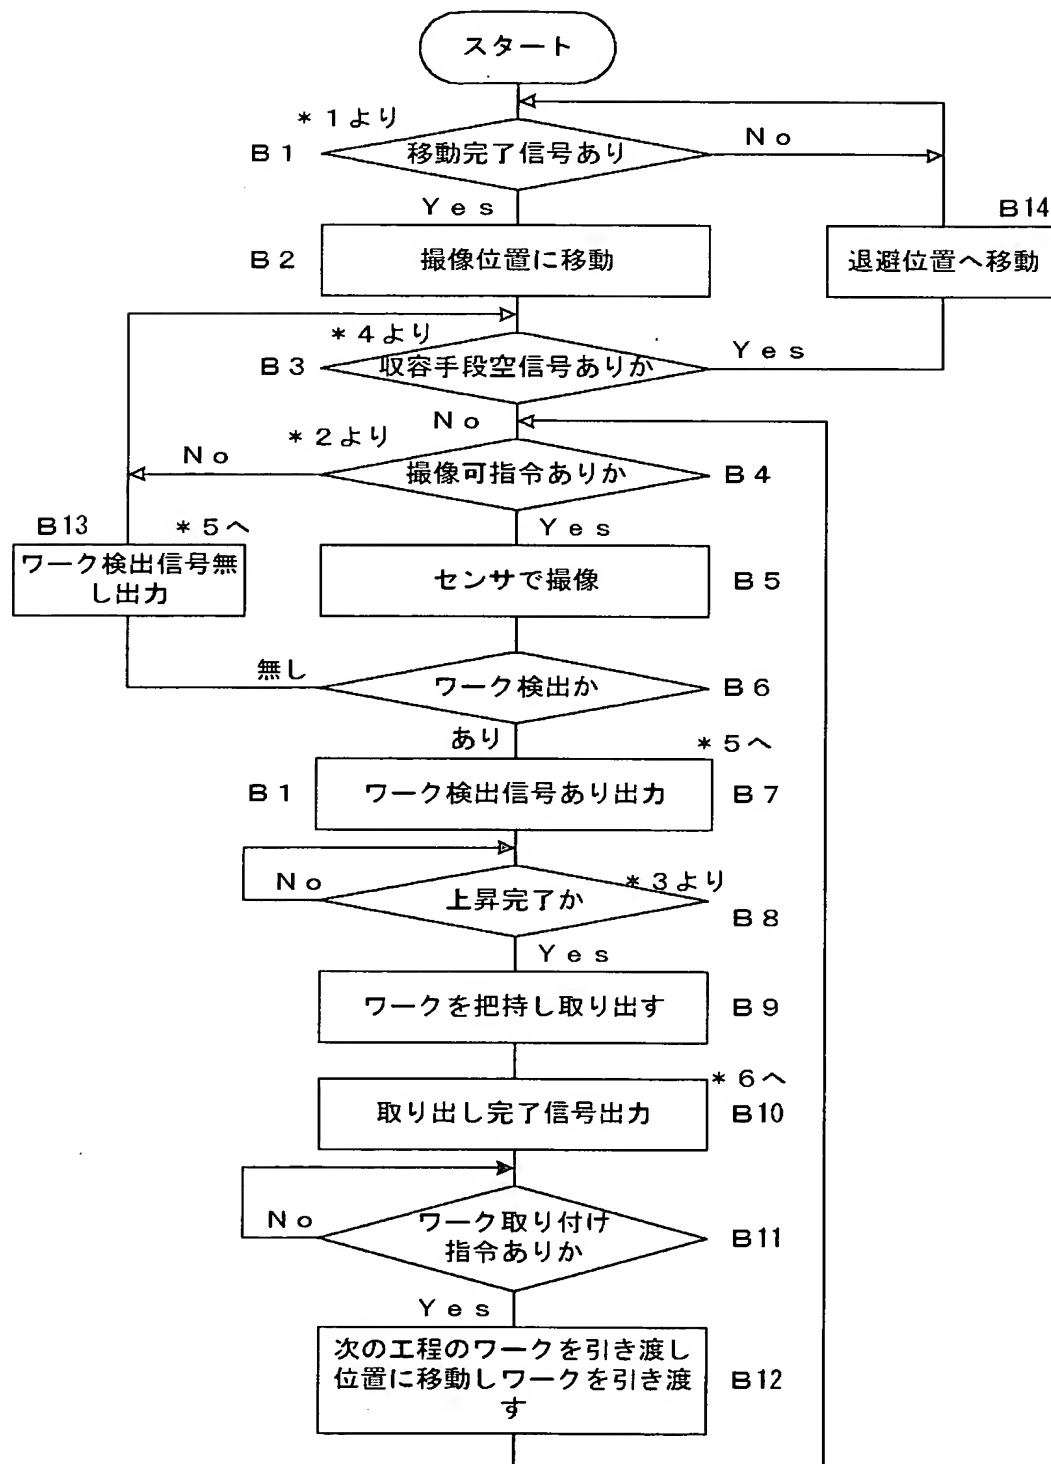 スタート
*1より
B1
移動完了信号あり
No
Yes
B14
B2
撮像位置に移動
退避位置へ移動
*4より
B3
収容手段空信号ありか
Yes
No
*2より
No
撮像可指令ありか
B4
B13
*5へ
Yes
ワーク検出信号無
し出力
センサで撮像
B5
無し
ワーク検出か
B6
あり
*5へ
B1
ワーク検出信号あり出力
B7
No
上昇完了か
*3より
B8
Yes
ワークを把持し取り出す
B9
*6へ
取り出し完了信号出力
B10
No
ワーク取り付け
指令ありか
B11
Yes
次の工程のワークを引き渡し
位置に移動しワークを引き渡
す
B12